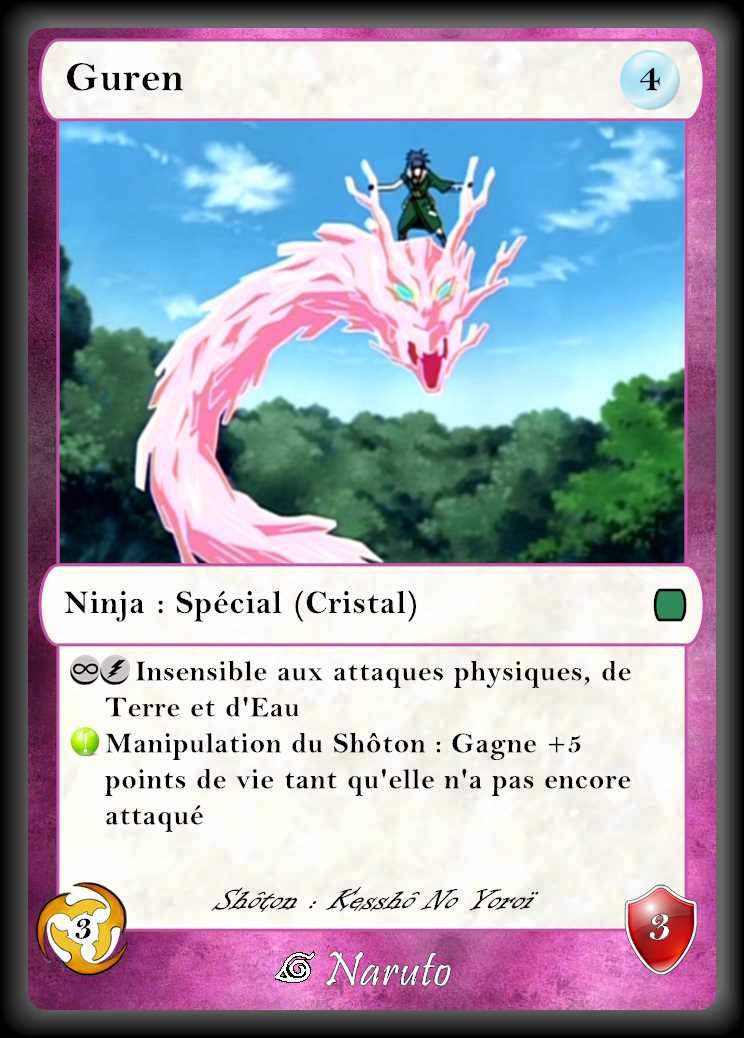 Guren
4
Ninja : Spécial (Cristal)
Insensible aux attaques physiques, de
Terre et d'Eau
Manipulation du Shôton : Gagne +5
points de vie tant qu'elle n'a pas encore
attaqué
Shôton : Kesshô No Yoroï
3
3
Naruto